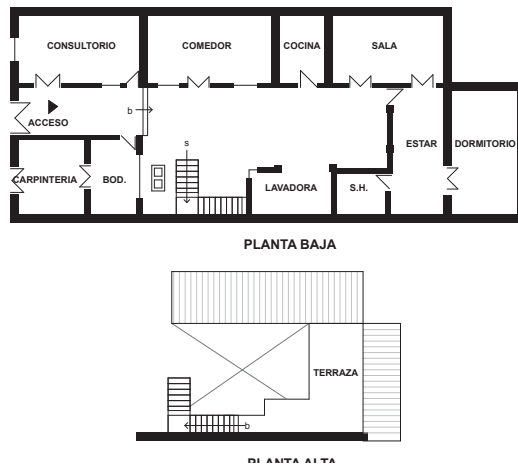 CONSULTORIO
COMEDOR
COCINA
SALA
b
ACCESO
s
ESTAR
DORMITORIO
CARPINTERIA
BOD.
LAVADORA
S.H.
PLANTA BAJA
TERRAZA
b
PLANTA ALTA